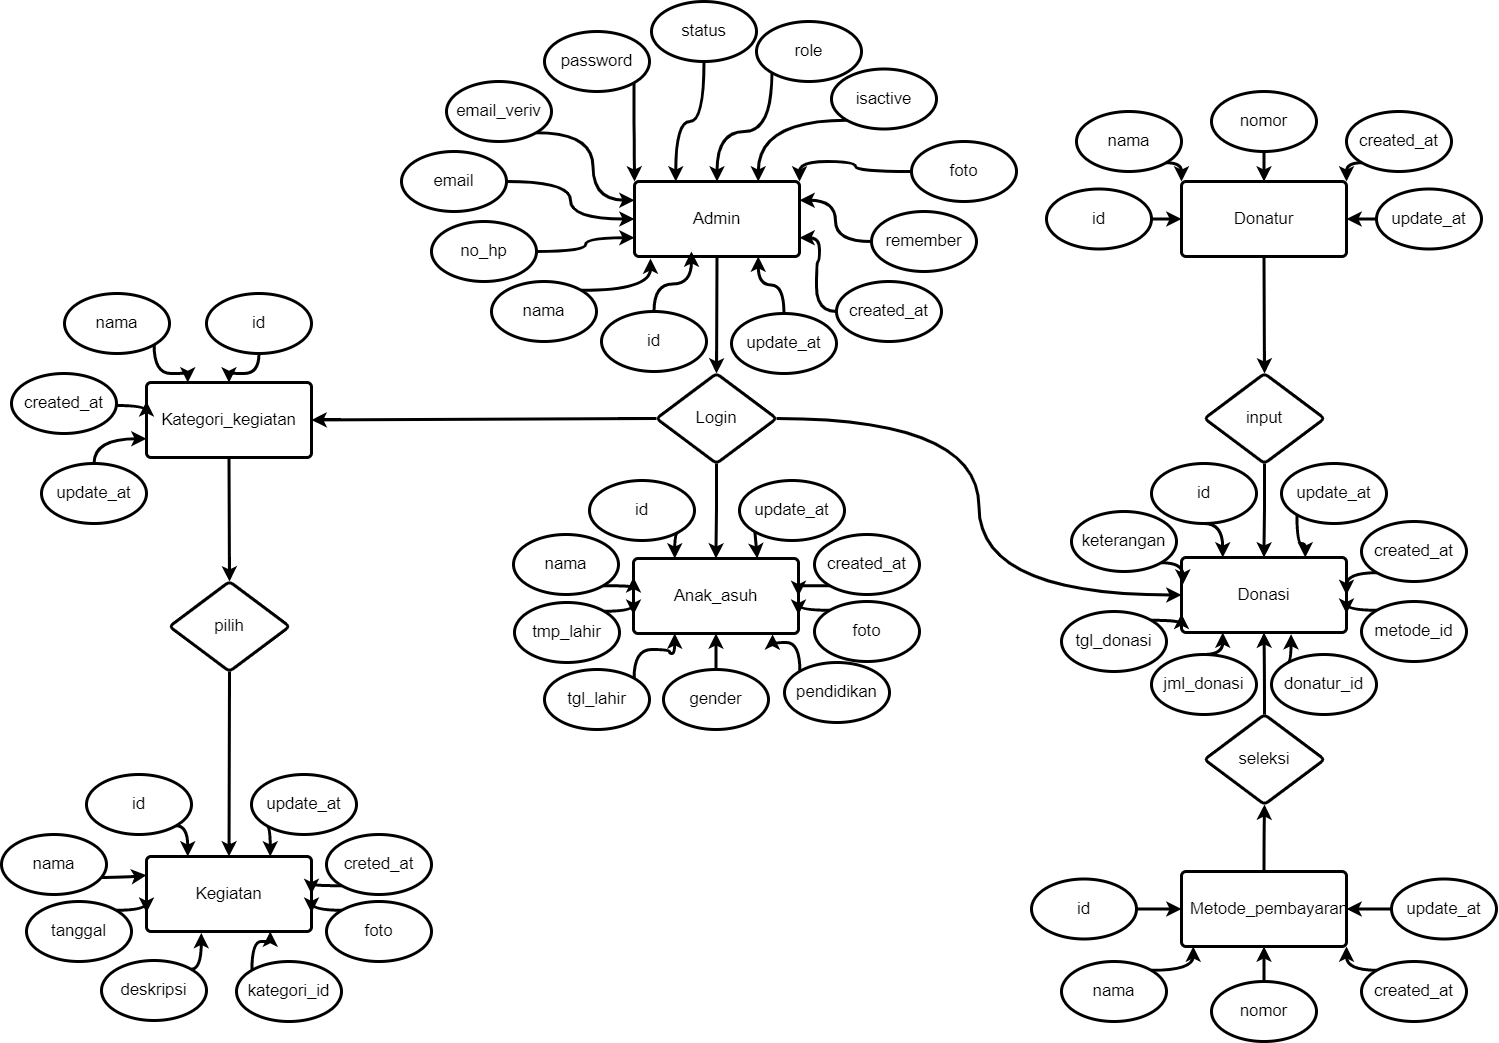 status
role
password
isactive
email_veriv
nomor
nama
created_at
foto
email
Admin
Donatur
id
update_at
remember
no_hp
nama
created_at
id
update_at
nama
id
created_at
Kategori_kegiatan
Login
input
update_at
id
update_at
id
update_at
keterangan
created_at
nama
created_at
Anak_asuh
Donasi
tmp_lahir
foto
metode_id
tgl_donasi
pilih
tgl_lahir
gender
pendidikan
jml_donasi
donatur_id
seleksi
id
update_at
nama
creted_at
Kegiatan
id
Metode_pembayaran
update_at
tanggal
foto
deskripsi
kategori_id
nama
nomor
created_at